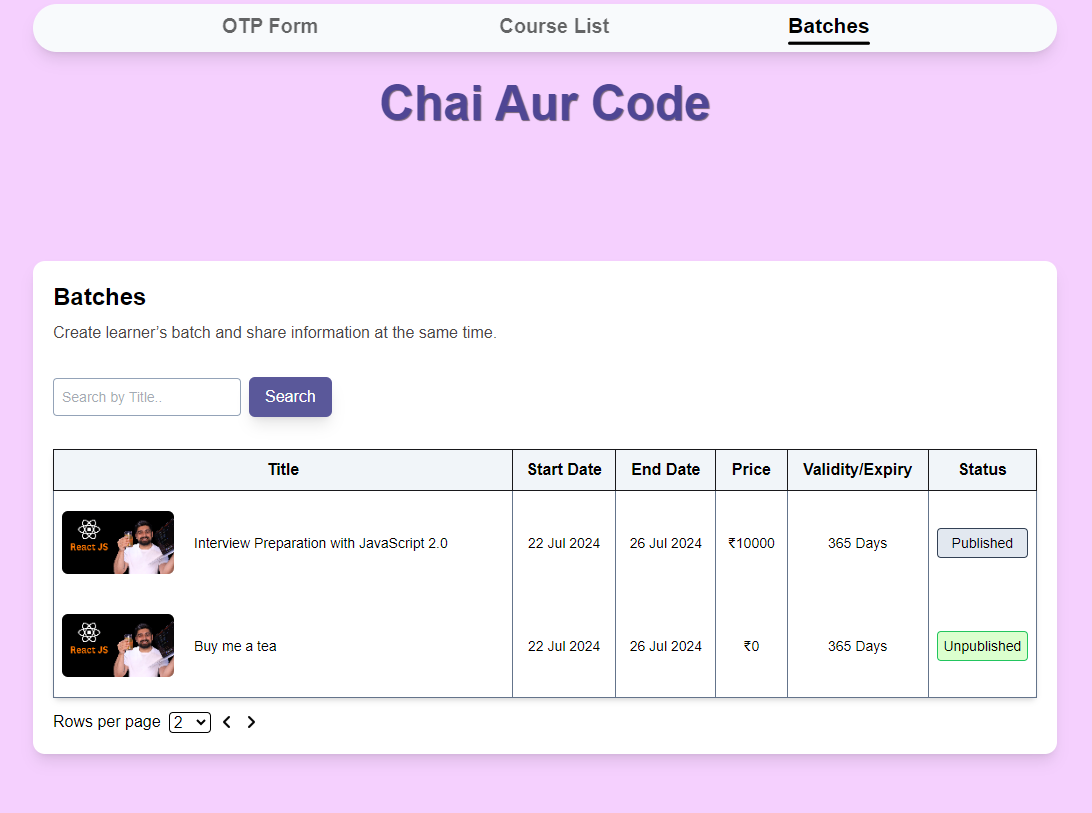 OTP Form Course List Batches
Chai Aur Code
Batches
Create learner’s batch and share information at the same time.
Search by Title.. Search
Title Start Date End Date Price Validity/Expiry Status
React JS Interview Preparation with JavaScript 2.0 22 Jul 2024 26 Jul 2024 ₹10000 365 Days Published
React JS Buy me a tea 22 Jul 2024 26 Jul 2024 ₹0 365 Days Unpublished
Rows per page 2